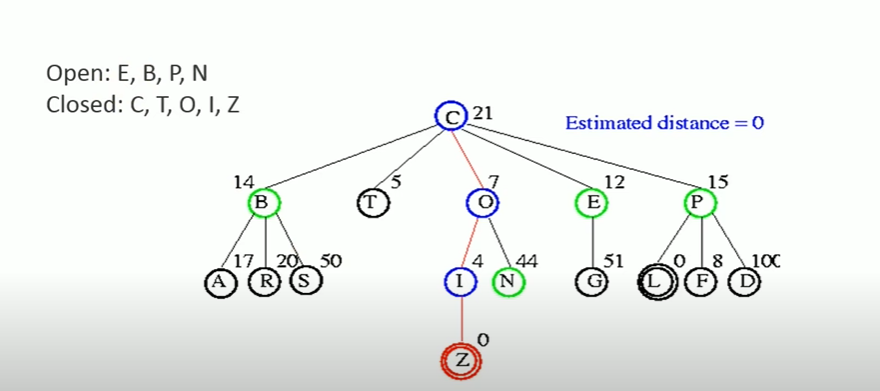 Open: E, B, P, N
Closed: C, T, O, I, Z
C 21
Estimated distance = 0
14 5 7 12 15
B T O E P
17 20 50 4 44 51 0 8 100
A R S I N G L F D
0
Z